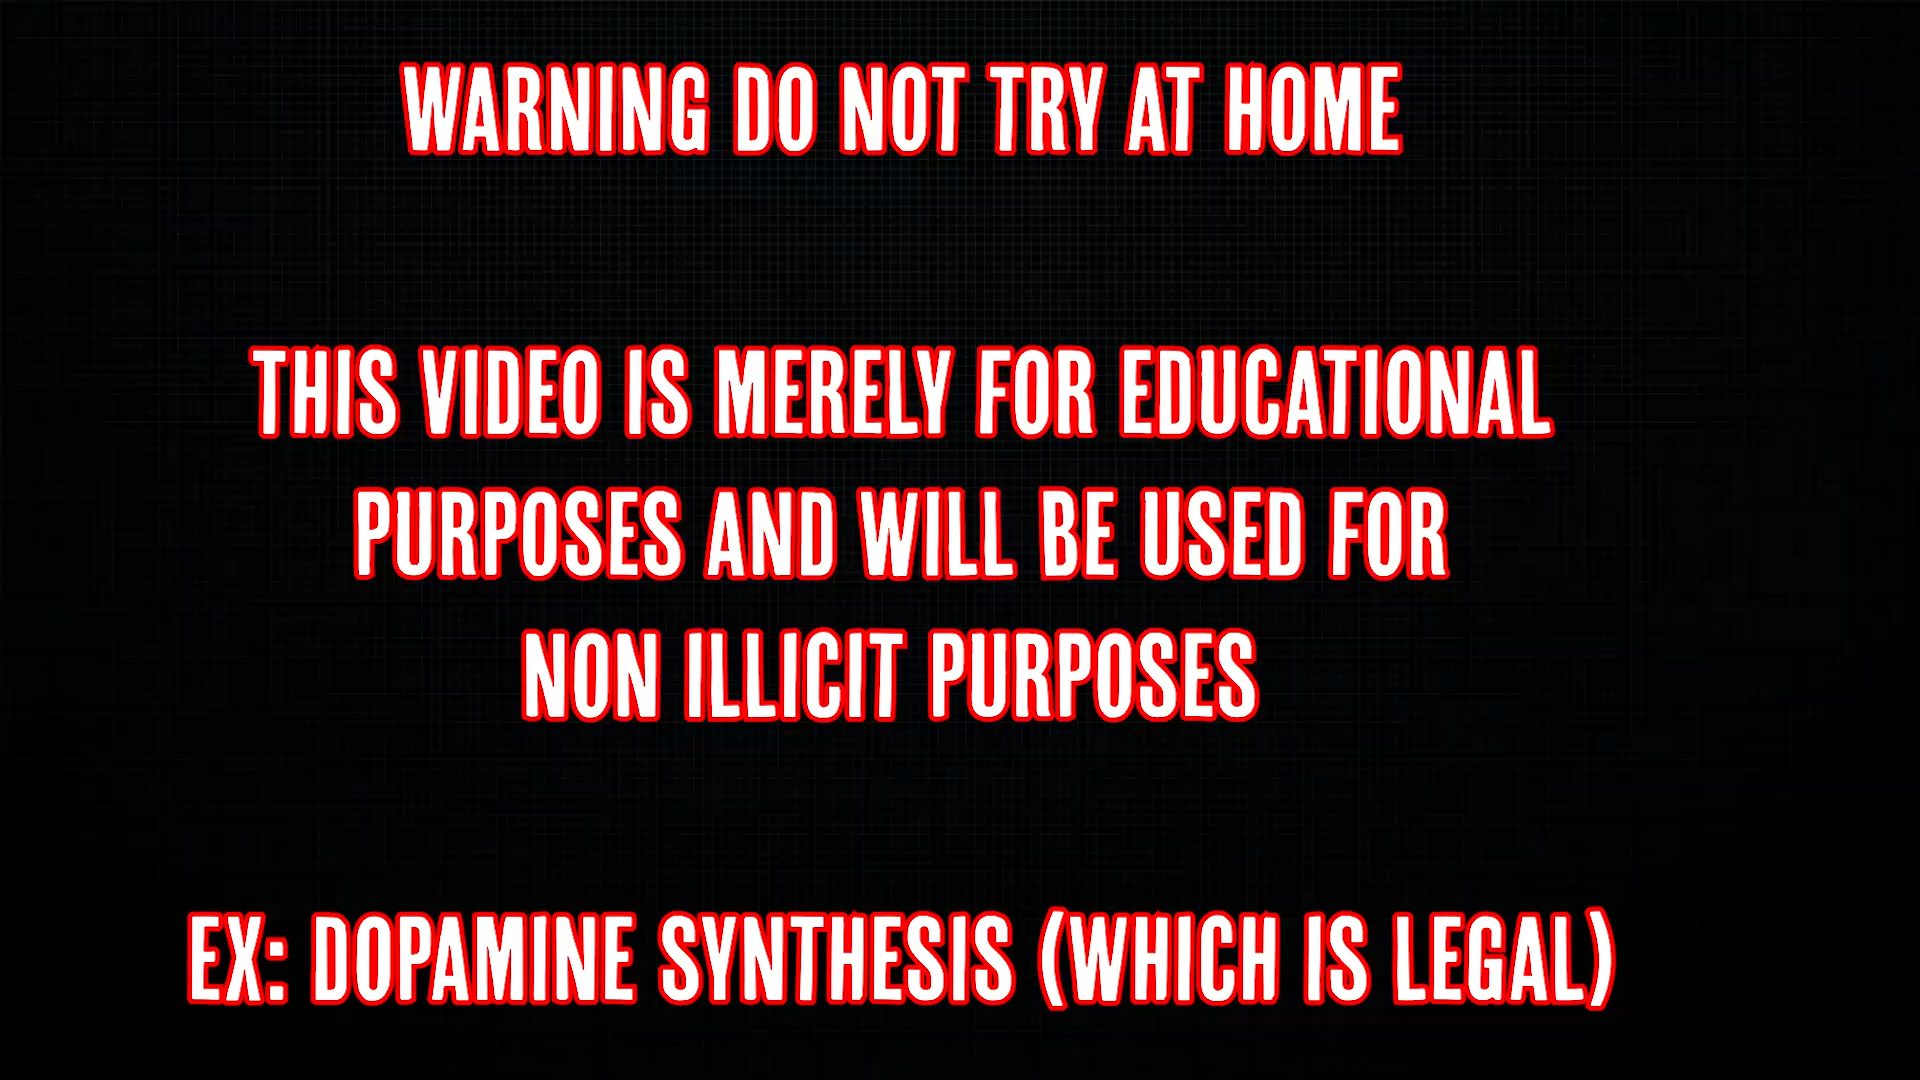 WARNING DO NOT TRY AT HOME
THIS VIDEO IS MERELY FOR EDUCATIONAL
PURPOSES AND WILL BE USED FOR
NON ILLICIT PURPOSES
EX: DOPAMINE SYNTHESIS (WHICH IS LEGAL)